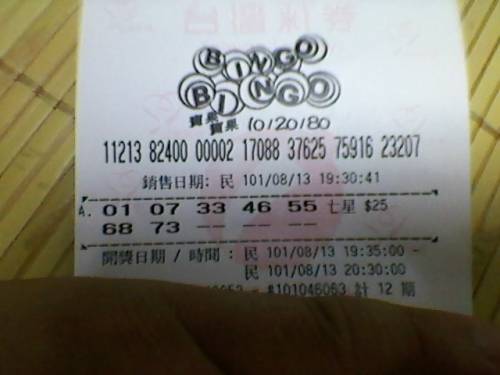 BINGO
BINGO
賓果
賓果 10/20/80
11213 82400 00002 17088 37625 75916 23207
銷售日期: 民 101/08/13 19:30:41
A. 01 07 33 46 55 七星 $25
68 73 -- -- --
開獎日期 / 時間 : 民 101/08/13 19:35:00 -
民 101/08/13 20:30:00
- #101046063 計 12 期